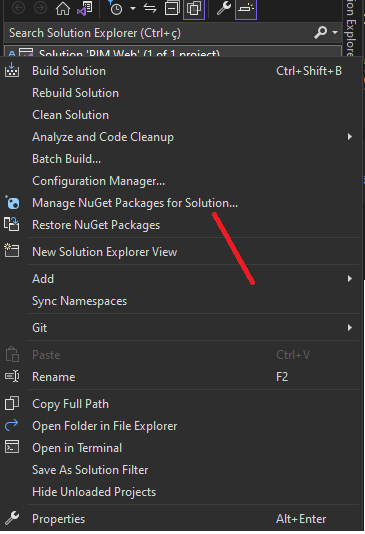 Search Solution Explorer (Ctrl+ç)
Solution 'PIM Web' (1 of 1 project)
Solution Explorer
Build Solution Ctrl+Shift+B
Rebuild Solution
Clean Solution
Analyze and Code Cleanup
Batch Build...
Configuration Manager...
Manage NuGet Packages for Solution...
Restore NuGet Packages
New Solution Explorer View
Add
Sync Namespaces
Git
Paste Ctrl+V
Rename F2
Copy Full Path
Open Folder in File Explorer
Open in Terminal
Save As Solution Filter
Hide Unloaded Projects
Properties Alt+Enter